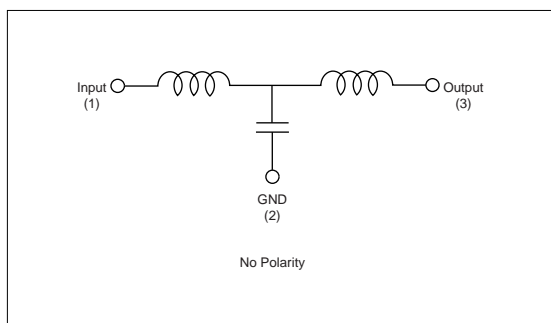 Input
(1)
Output
(3)
GND
(2)
No Polarity